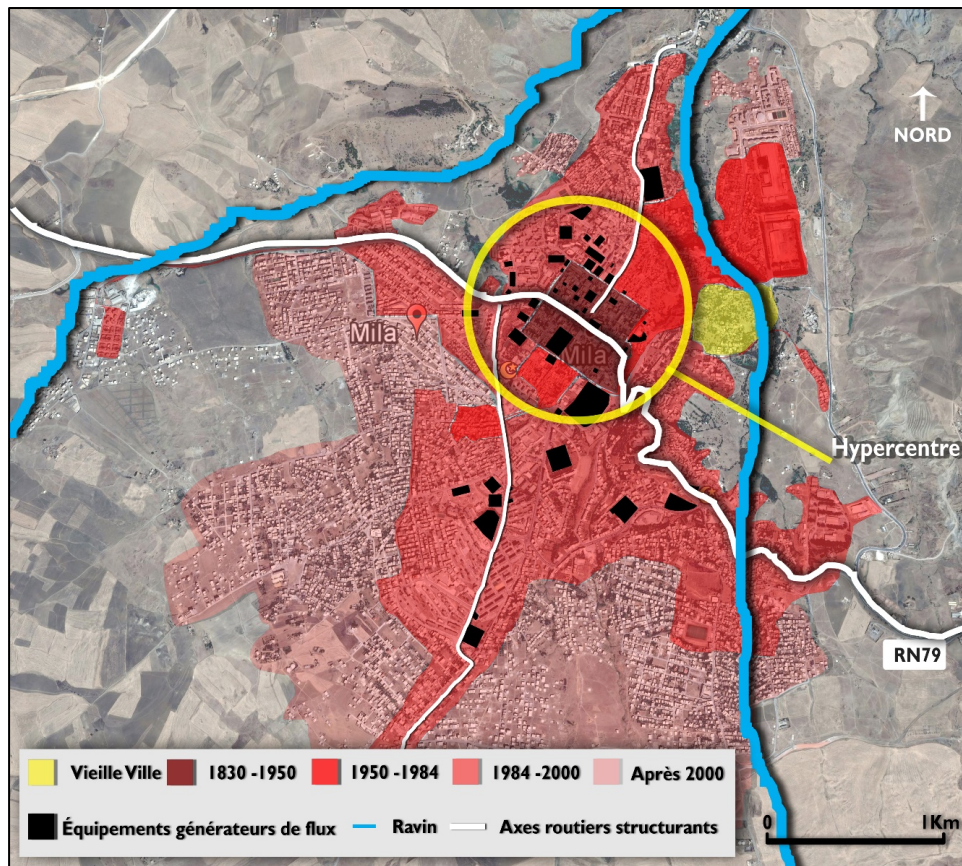 NORD
Mila
Mila
Hypercentre
RN79
Vieille Ville 1830 -1950 1950 -1984 1984 -2000 Après 2000
Équipements générateurs de flux Ravin Axes routiers structurants
0 1Km